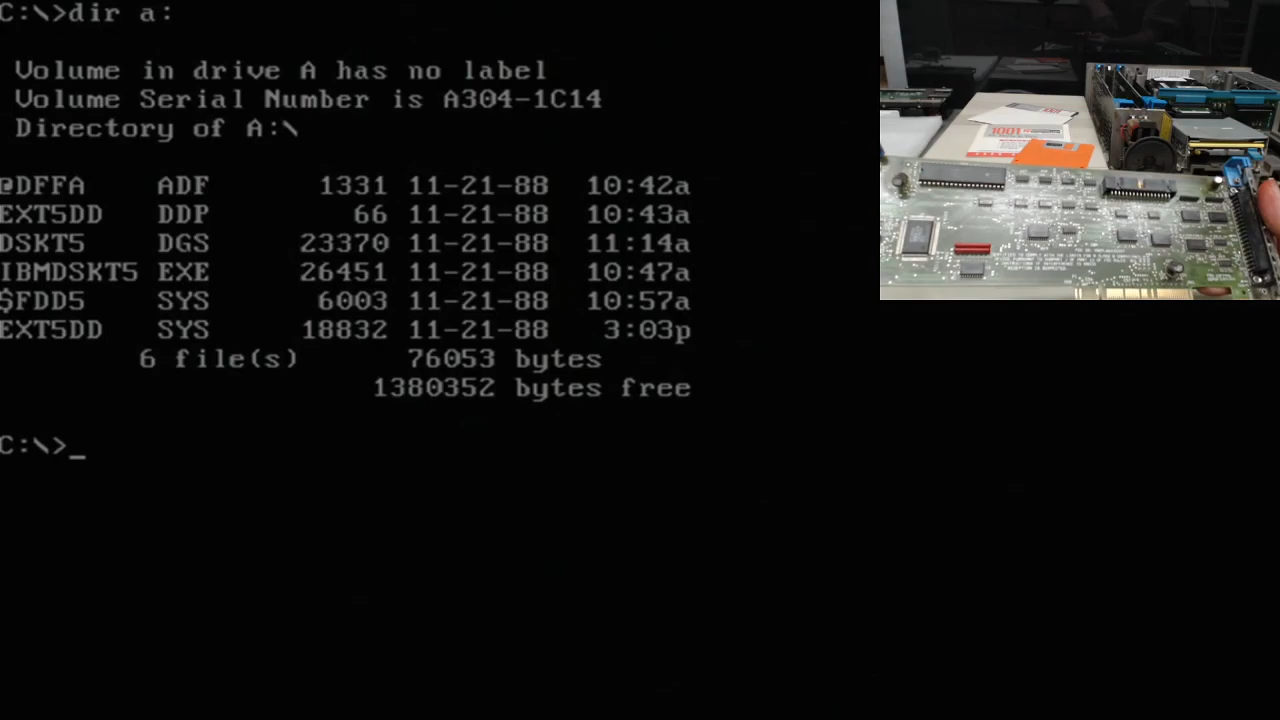 C:\>dir a:
Volume in drive A has no label
Volume Serial Number is A304-1C14
Directory of A:\
@DFFA ADF 1331 11-21-88 10:42a
EXT5DD DDP 66 11-21-88 10:43a
DSKT5 DGS 23370 11-21-88 11:14a
IBMDSKT5 EXE 26451 11-21-88 10:47a
$FDD5 SYS 6003 11-21-88 10:57a
EXT5DD SYS 18832 11-21-88 3:03p
6 file(s) 76053 bytes
1380352 bytes free
C:\>_
1001